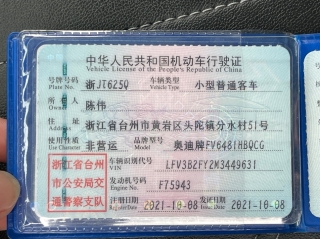 中华人民共和国机动车行驶证
Vehicle License of the People's Republic of China
号牌号码 浙JT625Q 车辆类型 小型普通客车
Plate No. Vehicle Type
所有人 陈伟
Owner
住址 浙江省台州市黄岩区头陀镇分水村51号
Address
使用性质 非营运 品牌型号 奥迪牌FV6481HBQCG
Use Character Model
浙江省台州市公安局交通警察支队
车辆识别代号 LFV3B2FYZM3449631
VIN
发动机号码 F75943
Engine No.
注册日期 2021-10-08 发证日期 2021-10-08
Register Date Issue Date